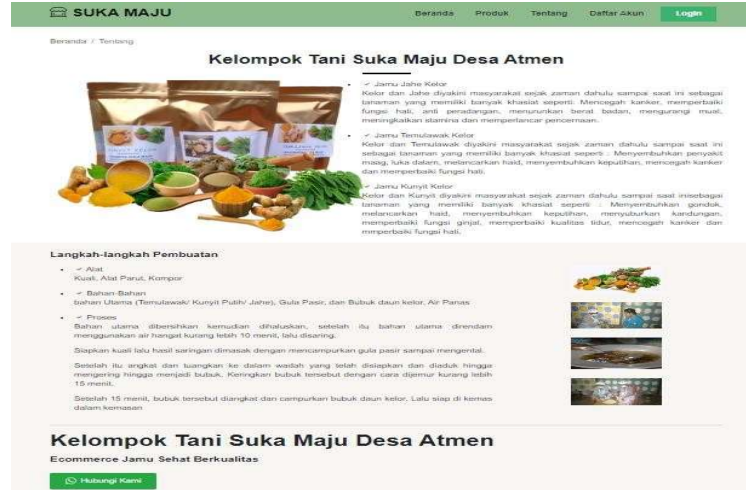 SUKA MAJU
Beranda Produk Tentang Daftar Akun Login
Beranda / Tentang
Kelompok Tani Suka Maju Desa Atmen
✓ Jamu Jahe Kelor
Kelor dan Jahe diyakini masyarakat sejak zaman dahulu sampai saat ini sebagai
tanaman yang memiliki banyak khasiat seperti: Mencegah kanker, memperbaiki
fungsi hati, anti peradangan, menurunkan berat badan, mengurangi mual,
meningkatkan stamina dan memperlancar pencernaan.
✓ Jamu Temulawak Kelor
Kelor dan Temulawak diyakini masyarakat sejak zaman dahulu sampai saat ini
sebagai tanaman yang memiliki banyak khasiat seperti : Menyembuhkan penyakit
maag, luka dalam, melancarkan haid, menyembuhkan keputihan, mencegah kanker
dan memperbaiki fungsi hati.
✓ Jamu Kunyit Kelor
Kelor dan Kunyit diyakini masyarakat sejak zaman dahulu sampai saat inisebagai
tanaman yang memiliki banyak khasiat seperti : Menyembuhkan gondok,
melancarkan haid, menyembuhkan keputihan, menyuburkan kandungan,
memperbaiki fungsi ginjal, memperbaiki kualitas tidur, mencegah kanker dan
mmperbaiki fungsi hati,
Langkah-langkah Pembuatan
✓ Alat
Kuali, Alat Parut, Kompor
✓ Bahan-Bahan
bahan Utama (Temulawak/ Kunyit Putih/ Jahe), Gula Pasir, dan Bubuk daun kelor, Air Panas
✓ Proses
Bahan utama dibersihkan kemudian dihaluskan, setelah itu bahan utama direndam
menggunakan air hangat kurang lebih 10 menit, lalu disaring.
Siapkan kuali lalu hasil saringan dimasak dengan mencampurkan gula pasir sampai mengental.
Setelah itu angkat dan tuangkan ke dalam wadah yang telah disiapkan dan diaduk hingga
mengering hingga menjadi bubuk. Keringkan bubuk tersebut dengan cara dijemur kurang lebih
15 menit.
Setelah 15 menit, bubuk tersebut diangkat dan campurkan bubuk daun kelor, Lalu siap di kemas
dalam kemasan
Kelompok Tani Suka Maju Desa Atmen
Ecommerce Jamu Sehat Berkualitas
Hubungi Kami